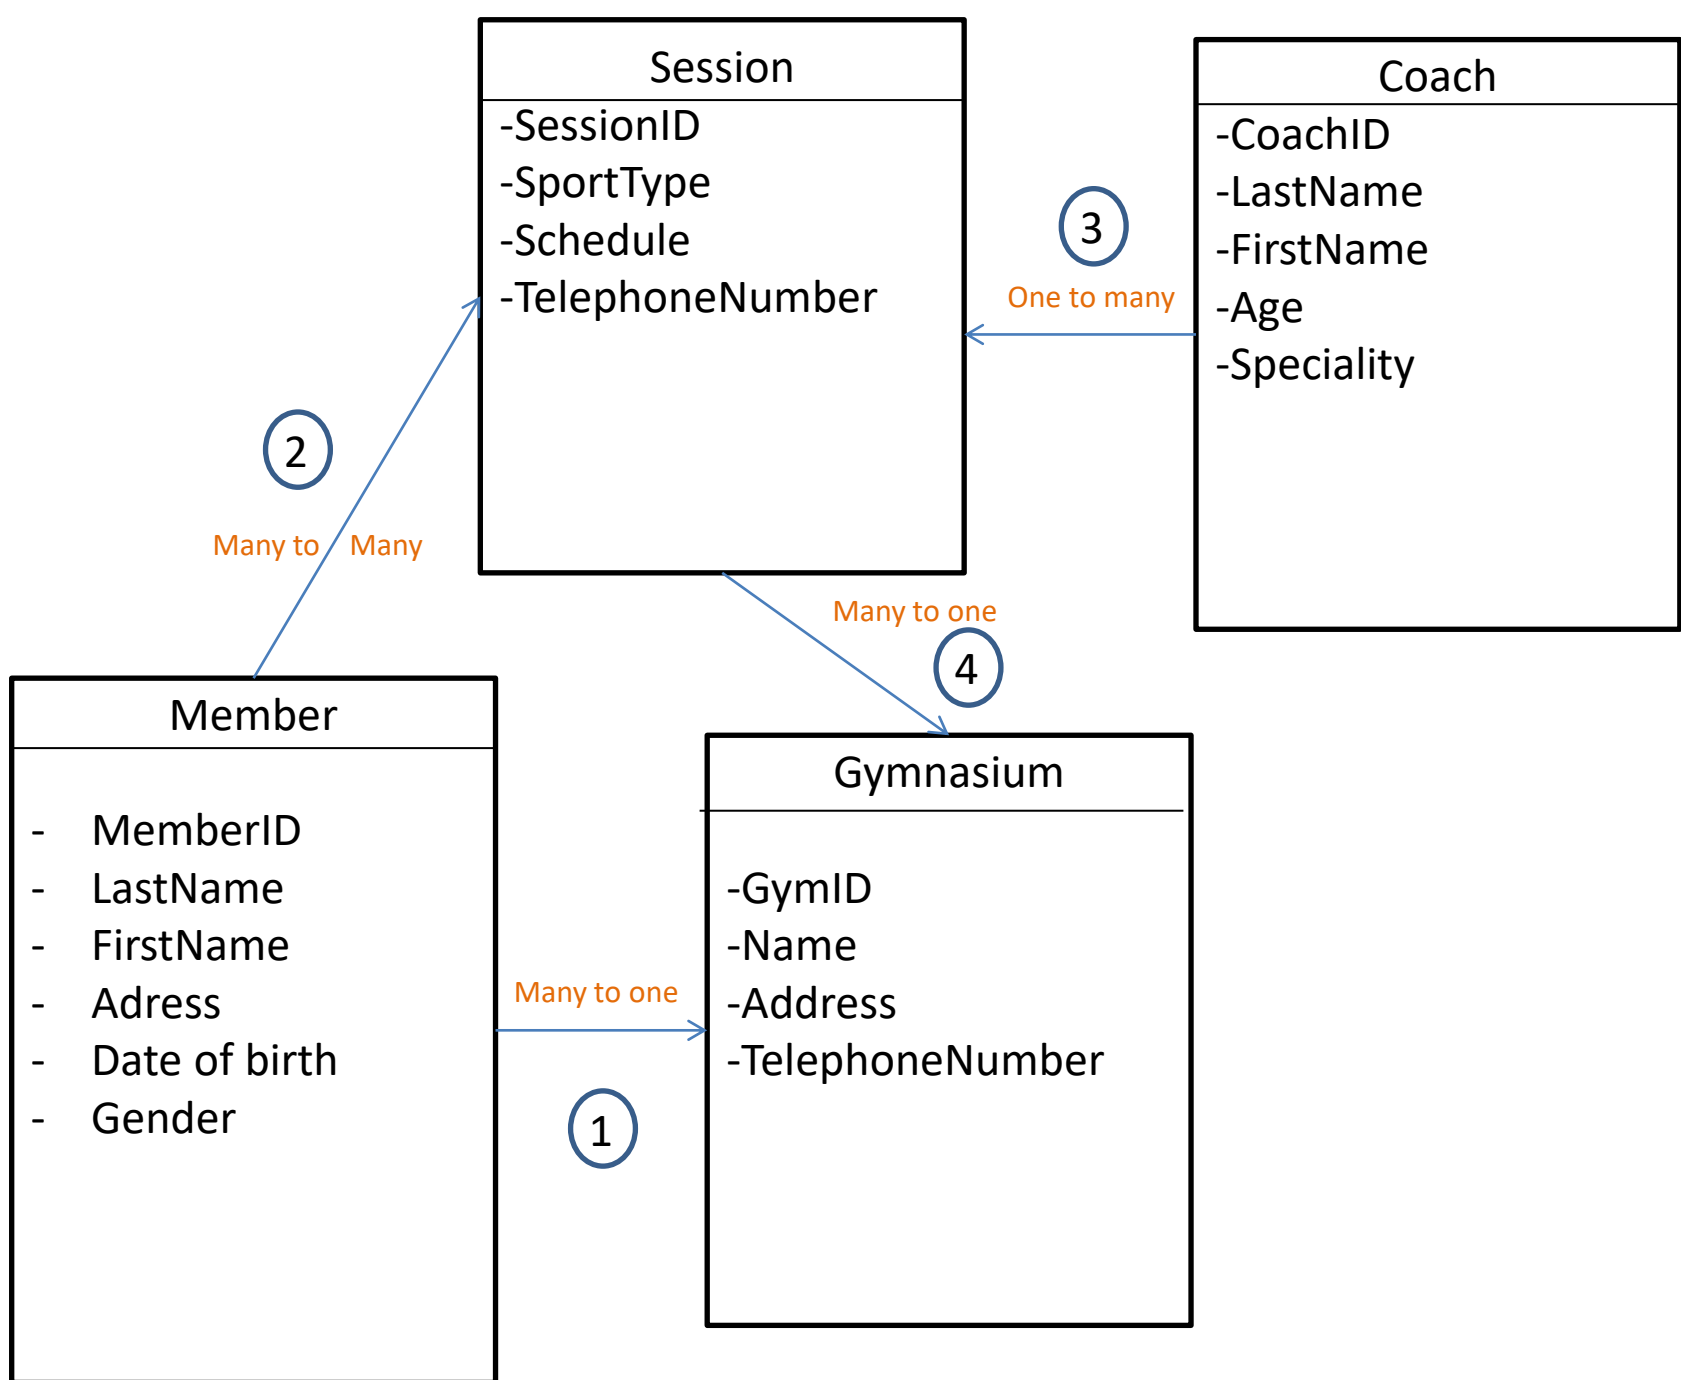 Session
-SessionID
-SportType
-Schedule
-TelephoneNumber
Coach
-CoachID
-LastName
-FirstName
-Age
-Speciality
3
One to many
2
Many to Many
Many to one
4
Member
- MemberID
- LastName
- FirstName
- Adress
- Date of birth
- Gender
Many to one
1
Gymnasium
-GymID
-Name
-Address
-TelephoneNumber